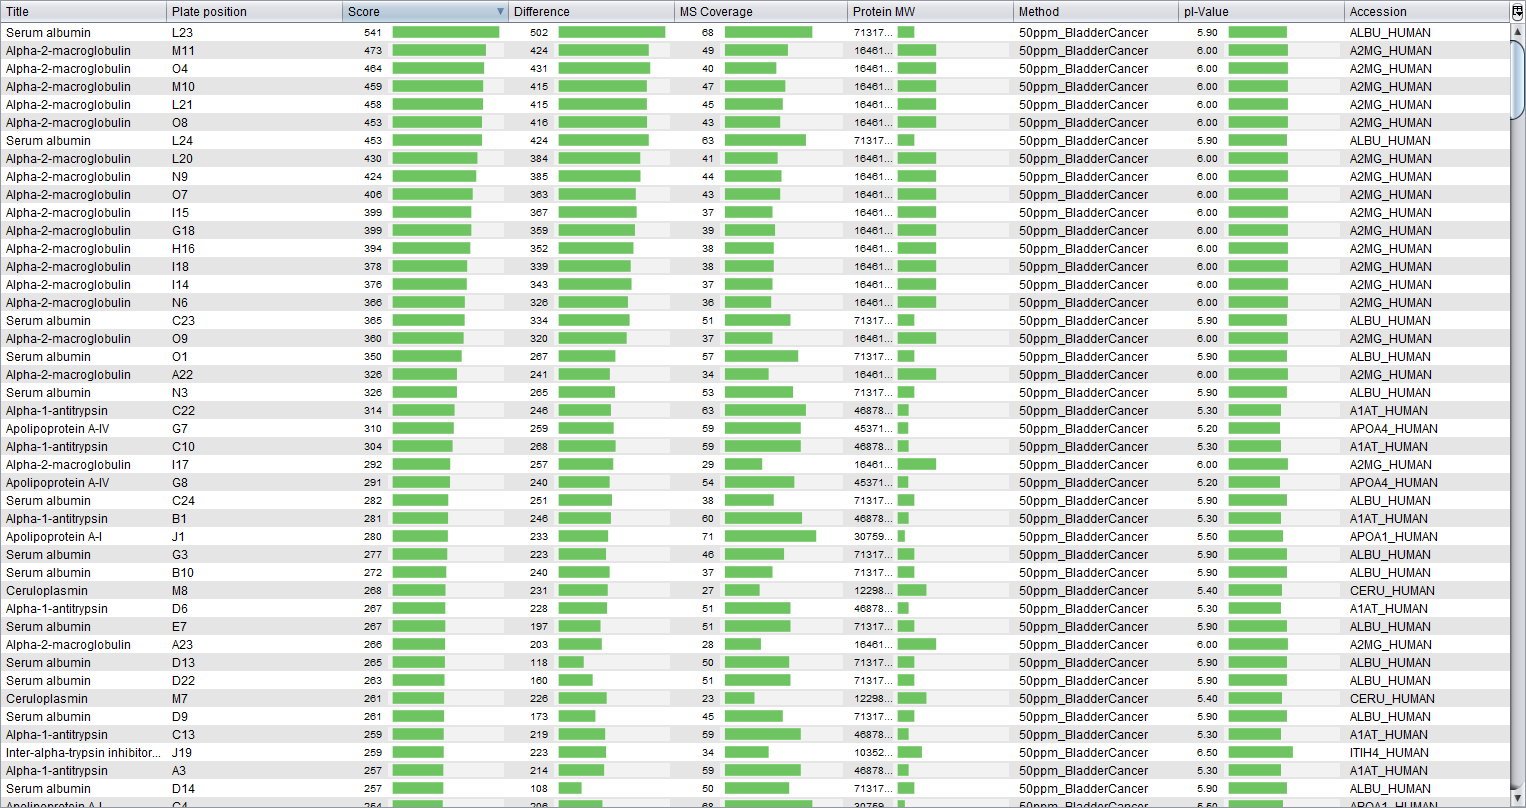 Title Plate position Score Difference MS Coverage Protein MW Method pI-Value Accession
Serum albumin L23 541 502 68 71317... 50ppm_BladderCancer 5.90 ALBU_HUMAN
Alpha-2-macroglobulin M11 473 424 49 16461... 50ppm_BladderCancer 6.00 A2MG_HUMAN
Alpha-2-macroglobulin O4 464 431 40 16461... 50ppm_BladderCancer 6.00 A2MG_HUMAN
Alpha-2-macroglobulin M10 459 415 47 16461... 50ppm_BladderCancer 6.00 A2MG_HUMAN
Alpha-2-macroglobulin L21 458 415 45 16461... 50ppm_BladderCancer 6.00 A2MG_HUMAN
Alpha-2-macroglobulin O8 453 416 43 16461... 50ppm_BladderCancer 6.00 A2MG_HUMAN
Serum albumin L24 453 424 63 71317... 50ppm_BladderCancer 5.90 ALBU_HUMAN
Alpha-2-macroglobulin L20 430 384 41 16461... 50ppm_BladderCancer 6.00 A2MG_HUMAN
Alpha-2-macroglobulin N9 424 385 44 16461... 50ppm_BladderCancer 6.00 A2MG_HUMAN
Alpha-2-macroglobulin O7 406 363 43 16461... 50ppm_BladderCancer 6.00 A2MG_HUMAN
Alpha-2-macroglobulin I15 399 367 37 16461... 50ppm_BladderCancer 6.00 A2MG_HUMAN
Alpha-2-macroglobulin G18 399 359 39 16461... 50ppm_BladderCancer 6.00 A2MG_HUMAN
Alpha-2-macroglobulin H16 394 352 38 16461... 50ppm_BladderCancer 6.00 A2MG_HUMAN
Alpha-2-macroglobulin I18 378 339 38 16461... 50ppm_BladderCancer 6.00 A2MG_HUMAN
Alpha-2-macroglobulin I14 376 343 37 16461... 50ppm_BladderCancer 6.00 A2MG_HUMAN
Alpha-2-macroglobulin N6 366 326 36 16461... 50ppm_BladderCancer 6.00 A2MG_HUMAN
Serum albumin C23 365 334 51 71317... 50ppm_BladderCancer 5.90 ALBU_HUMAN
Alpha-2-macroglobulin O9 360 320 37 16461... 50ppm_BladderCancer 6.00 A2MG_HUMAN
Serum albumin O1 350 267 57 71317... 50ppm_BladderCancer 5.90 ALBU_HUMAN
Alpha-2-macroglobulin A22 326 241 34 16461... 50ppm_BladderCancer 6.00 A2MG_HUMAN
Serum albumin N3 326 265 53 71317... 50ppm_BladderCancer 5.90 ALBU_HUMAN
Alpha-1-antitrypsin C22 314 246 63 46878... 50ppm_BladderCancer 5.30 A1AT_HUMAN
Apolipoprotein A-IV G7 310 259 59 45371... 50ppm_BladderCancer 5.20 APOA4_HUMAN
Alpha-1-antitrypsin C10 304 268 59 46878... 50ppm_BladderCancer 5.30 A1AT_HUMAN
Alpha-2-macroglobulin I17 292 257 29 16461... 50ppm_BladderCancer 6.00 A2MG_HUMAN
Apolipoprotein A-IV G8 291 240 54 45371... 50ppm_BladderCancer 5.20 APOA4_HUMAN
Serum albumin C24 282 251 38 71317... 50ppm_BladderCancer 5.90 ALBU_HUMAN
Alpha-1-antitrypsin B1 281 246 60 46878... 50ppm_BladderCancer 5.30 A1AT_HUMAN
Apolipoprotein A-I J1 280 233 71 30759... 50ppm_BladderCancer 5.50 APOA1_HUMAN
Serum albumin G3 277 223 46 71317... 50ppm_BladderCancer 5.90 ALBU_HUMAN
Serum albumin B10 272 240 37 71317... 50ppm_BladderCancer 5.90 ALBU_HUMAN
Ceruloplasmin M8 268 231 27 12298... 50ppm_BladderCancer 5.40 CERU_HUMAN
Alpha-1-antitrypsin D6 267 228 51 46878... 50ppm_BladderCancer 5.30 A1AT_HUMAN
Serum albumin E7 267 197 51 71317... 50ppm_BladderCancer 5.90 ALBU_HUMAN
Alpha-2-macroglobulin A23 266 203 28 16461... 50ppm_BladderCancer 6.00 A2MG_HUMAN
Serum albumin D13 265 118 50 71317... 50ppm_BladderCancer 5.90 ALBU_HUMAN
Serum albumin D22 263 160 51 71317... 50ppm_BladderCancer 5.90 ALBU_HUMAN
Ceruloplasmin M7 261 226 23 12298... 50ppm_BladderCancer 5.40 CERU_HUMAN
Serum albumin D9 261 173 45 71317... 50ppm_BladderCancer 5.90 ALBU_HUMAN
Alpha-1-antitrypsin C13 259 219 59 46878... 50ppm_BladderCancer 5.30 A1AT_HUMAN
Inter-alpha-trypsin inhibitor... J19 259 223 34 10352... 50ppm_BladderCancer 6.50 ITIH4_HUMAN
Alpha-1-antitrypsin A3 257 214 59 46878... 50ppm_BladderCancer 5.30 A1AT_HUMAN
Serum albumin D14 257 108 50 71317... 50ppm_BladderCancer 5.90 ALBU_HUMAN
Apolipoprotein A-I C4 254 206 68 30759... 50ppm_BladderCancer 5.50 APOA1_HUMAN